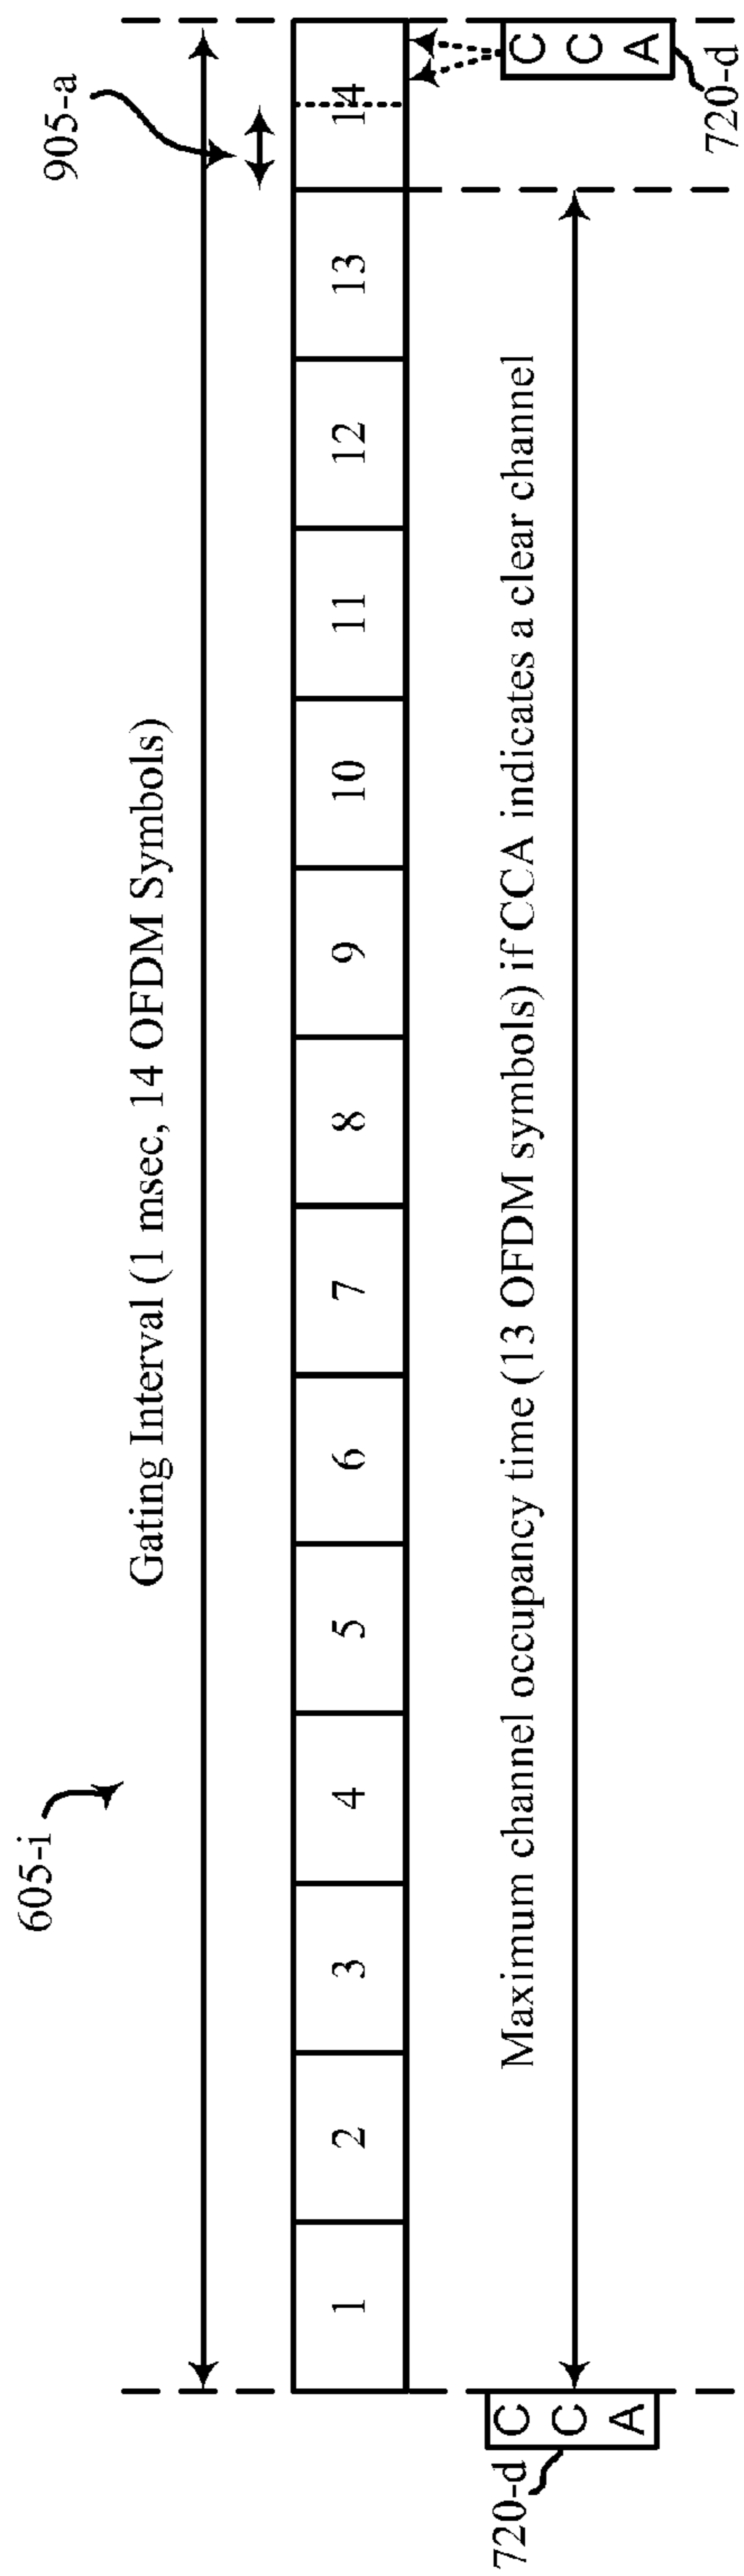 605-i
905-a
Gating Interval (1 msec, 14 OFDM Symbols)
1
2
3
4
5
6
7
8
9
10
11
12
13
14
Maximum channel occupancy time (13 OFDM symbols) if CCA indicates a clear channel
CCA
CCA
720-d
720-d